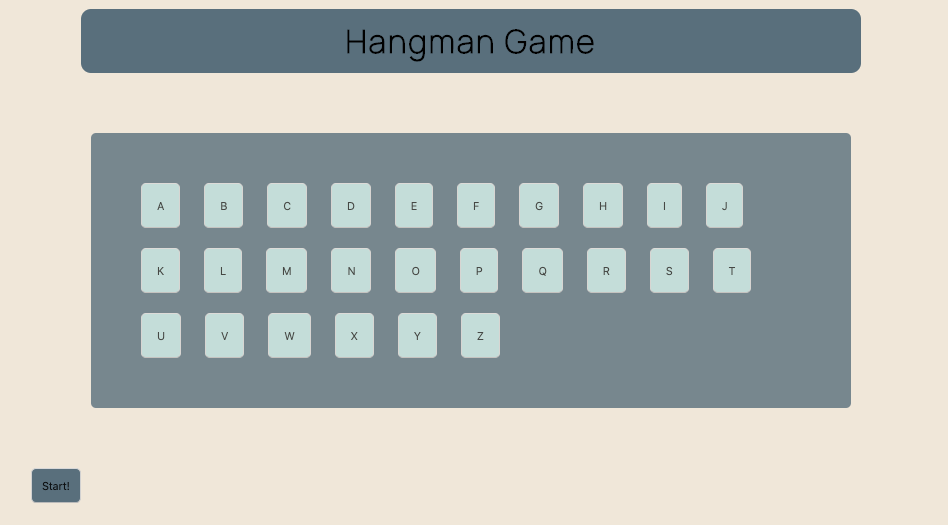 Hangman Game
A B C D E F G H I J
K L M N O P Q R S T
U V W X Y Z
Start!